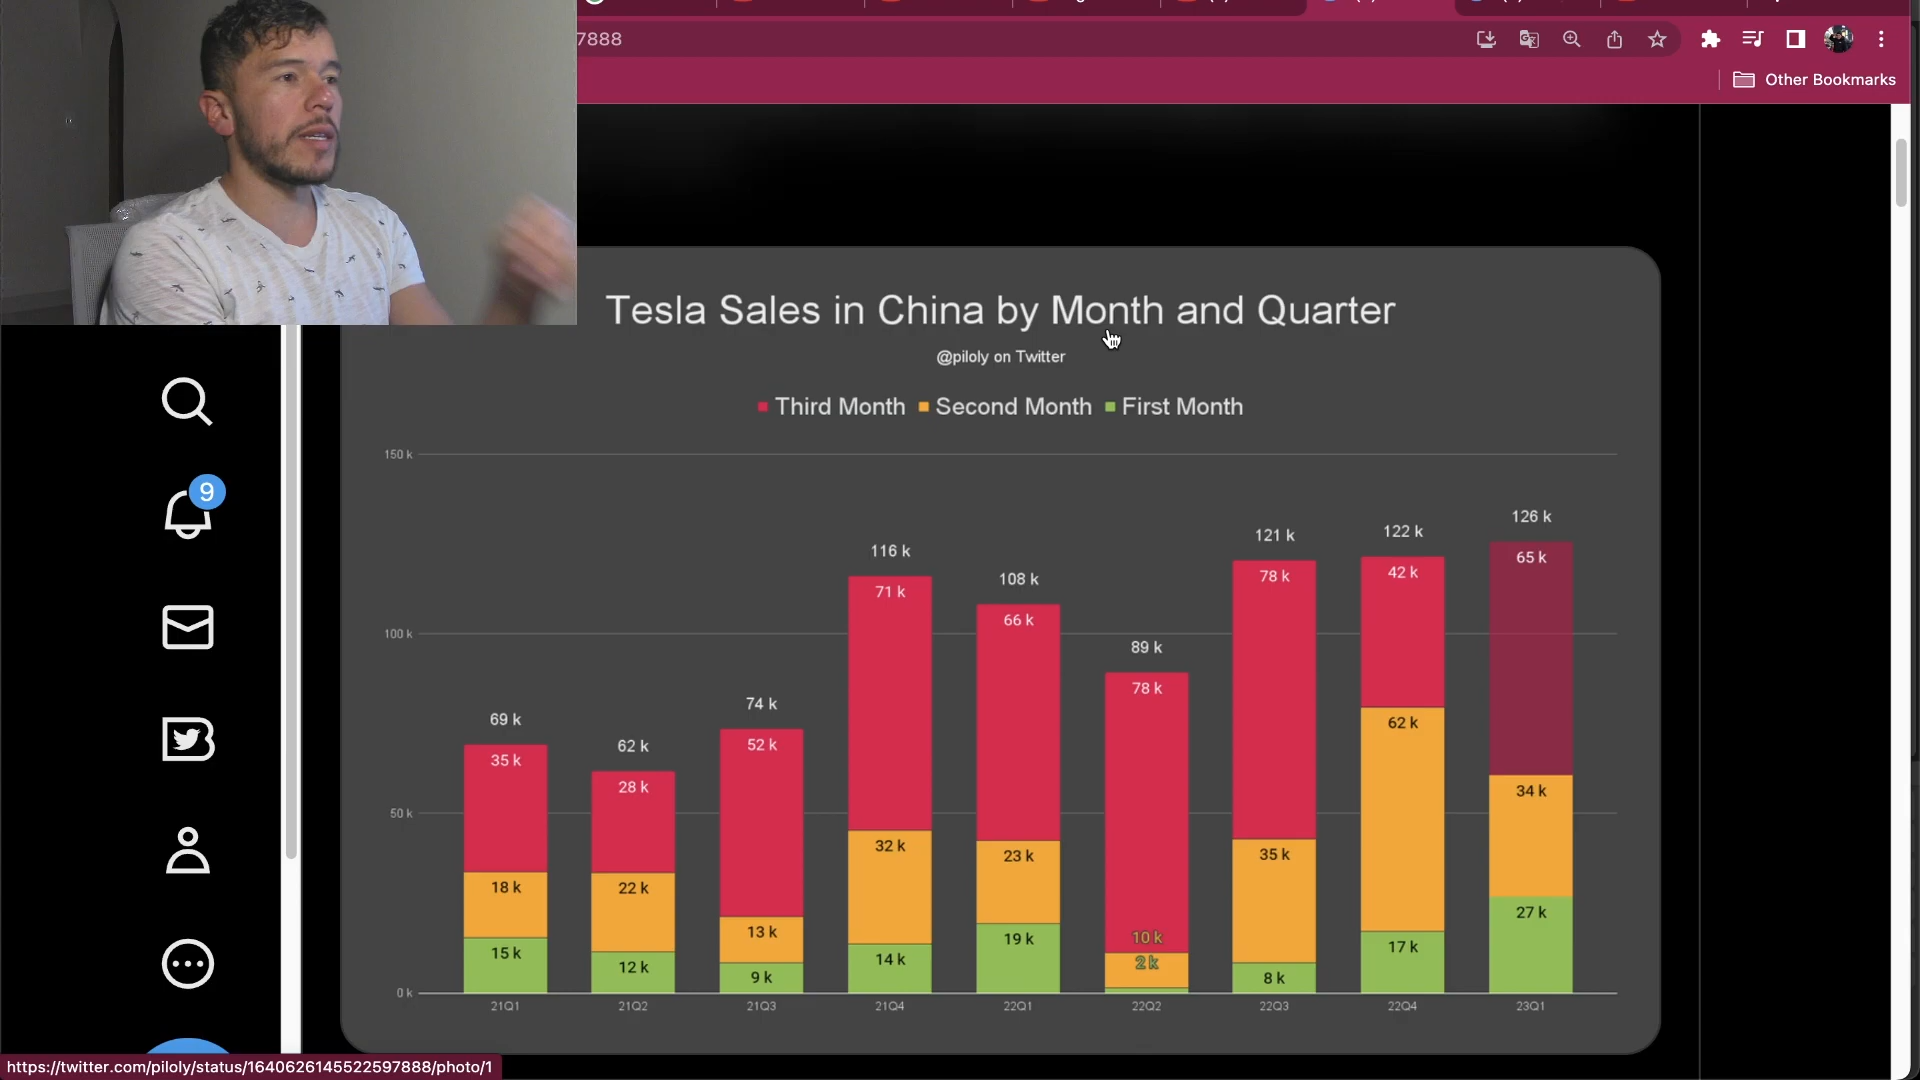 7888
Other Bookmarks
Tesla Sales in China by Month and Quarter
@piloly on Twitter
Third Month Second Month First Month
150 k
100 k
50 k
0 k
69 k
35 k
18 k
15 k
62 k
28 k
22 k
12 k
74 k
52 k
13 k
9 k
116 k
71 k
32 k
14 k
108 k
66 k
23 k
19 k
89 k
78 k
10 k
2 k
121 k
78 k
35 k
8 k
122 k
42 k
62 k
17 k
126 k
65 k
34 k
27 k
21Q1 21Q2 21Q3 21Q4 22Q1 22Q2 22Q3 22Q4 23Q1
9
https://twitter.com/piloly/status/1640626145522597888/photo/1